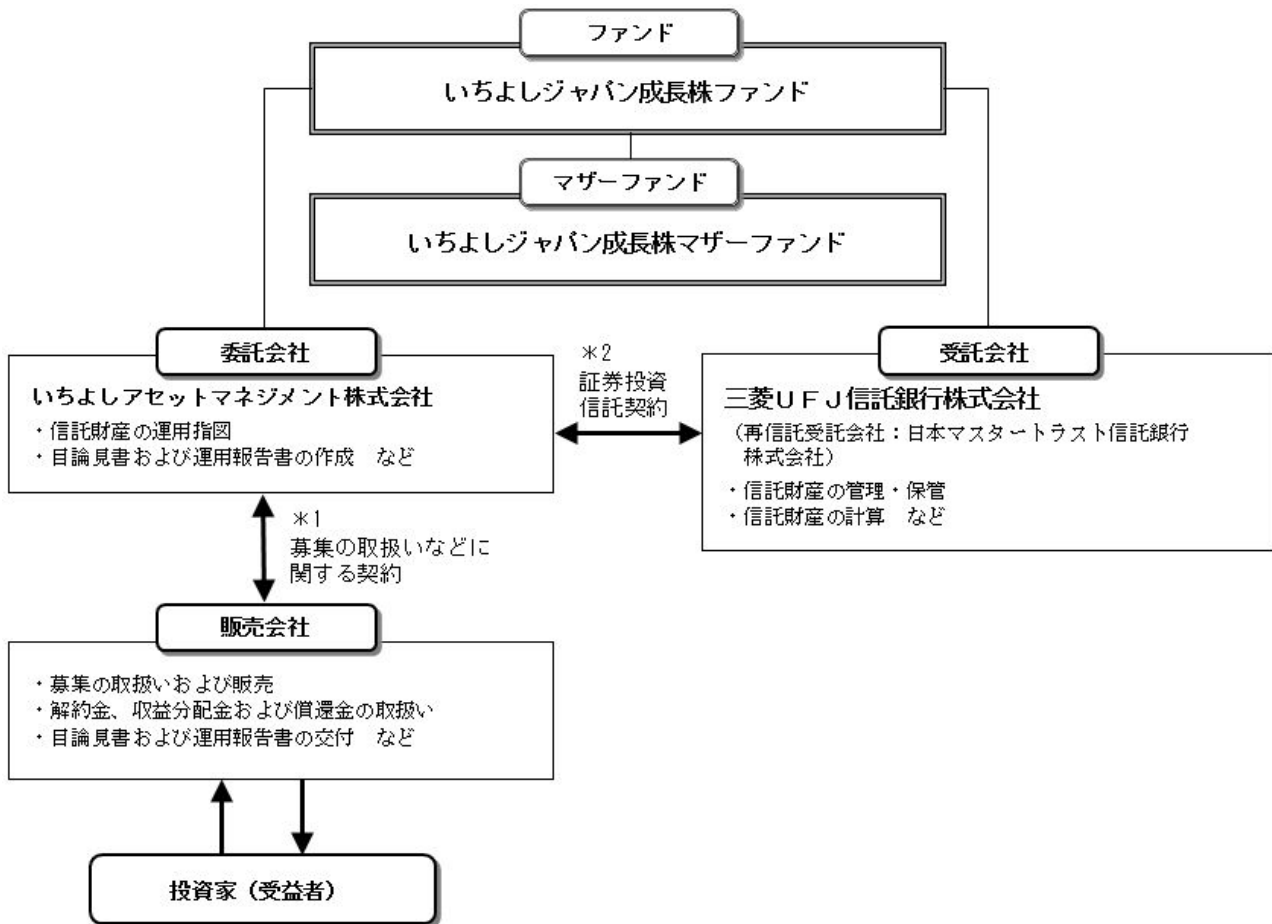 ファンド
いちよしジャパン成長株ファンド
マザーファンド
いちよしジャパン成長株マザーファンド
委託会社
いちよしアセットマネジメント株式会社
・信託財産の運用指図
・目論見書および運用報告書の作成　など
＊2
証券投資
信託契約
受託会社
三菱ＵＦＪ信託銀行株式会社
（再信託受託会社：日本マスタートラスト信託銀行
株式会社）
・信託財産の管理・保管
・信託財産の計算　など
＊1
募集の取扱いなどに
関する契約
販売会社
・募集の取扱いおよび販売
・解約金、収益分配金および償還金の取扱い
・目論見書および運用報告書の交付　など
投資家（受益者）